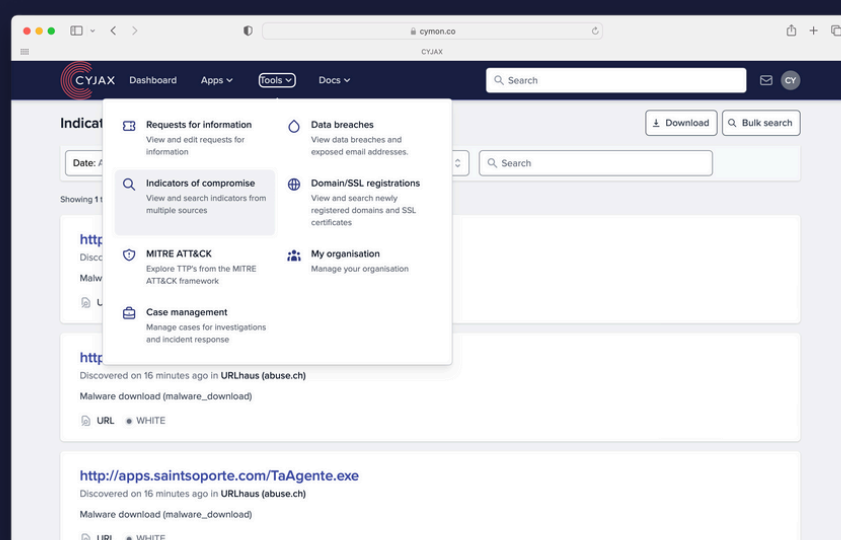 cymon.co
CYJAX
CYJAX
Dashboard
Apps
Tools
Docs
Search
CY
Download
Bulk search
Date:
Search
Requests for information
View and edit requests for
information
Data breaches
View data breaches and
exposed email addresses.
Indicators of compromise
View and search indicators from
multiple sources
Domain/SSL registrations
View and search newly
registered domains and SSL
certificates
MITRE ATT&CK
Explore TTP's from the MITRE
ATT&CK framework
My organisation
Manage your organisation
Case management
Manage cases for investigations
and incident response
Showing 1
http
Discovered on 16 minutes ago in URLhaus (abuse.ch)
Malware download (malware_download)
URL WHITE
http://apps.saintsoporte.com/TaAgente.exe
Discovered on 16 minutes ago in URLhaus (abuse.ch)
Malware download (malware_download)
URL WHITE